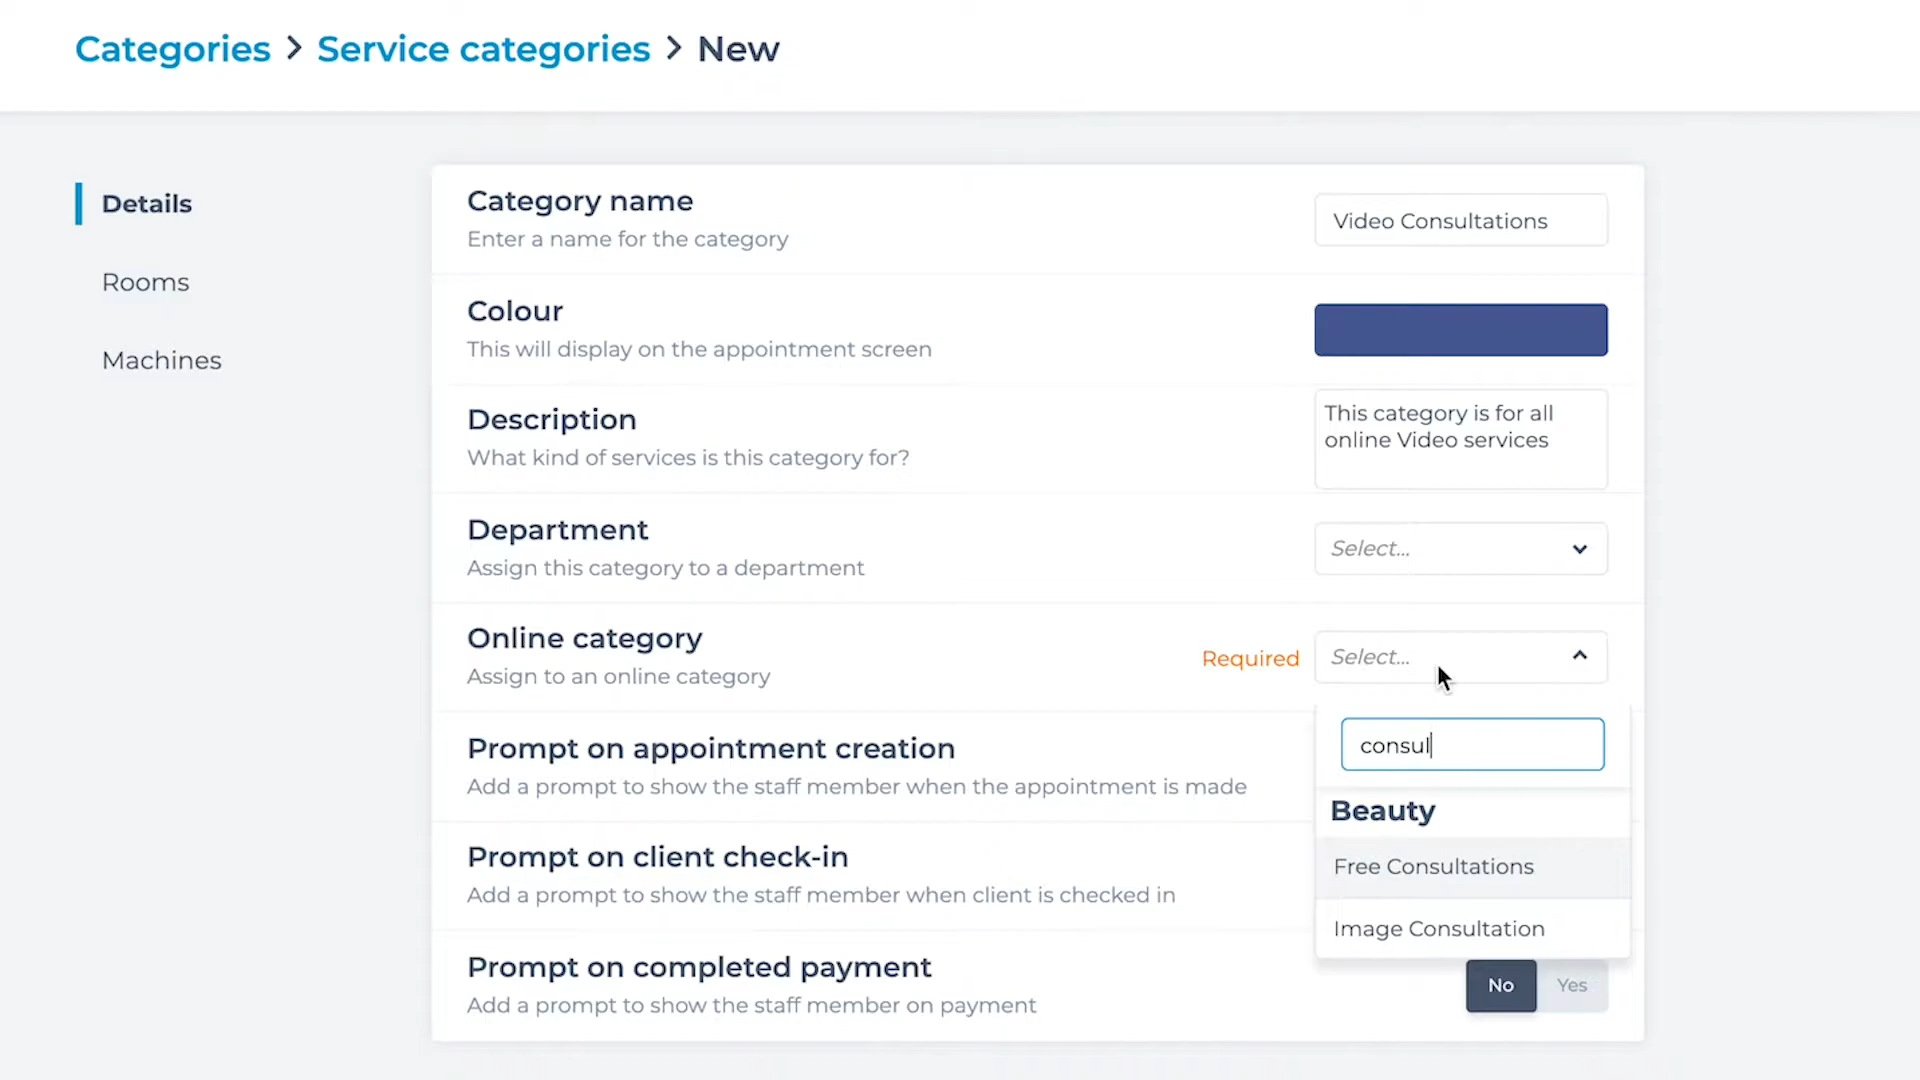 Categories > Service categories > New
Details
Rooms
Machines
Category name
Enter a name for the category
Video Consultations
Colour
This will display on the appointment screen
Description
What kind of services is this category for?
This category is for all
online Video services
Department
Assign this category to a department
Select...
Online category
Assign to an online category
Required
Select...
consul
Beauty
Free Consultations
Image Consultation
Prompt on appointment creation
Add a prompt to show the staff member when the appointment is made
Prompt on client check-in
Add a prompt to show the staff member when client is checked in
Prompt on completed payment
Add a prompt to show the staff member on payment
No
Yes